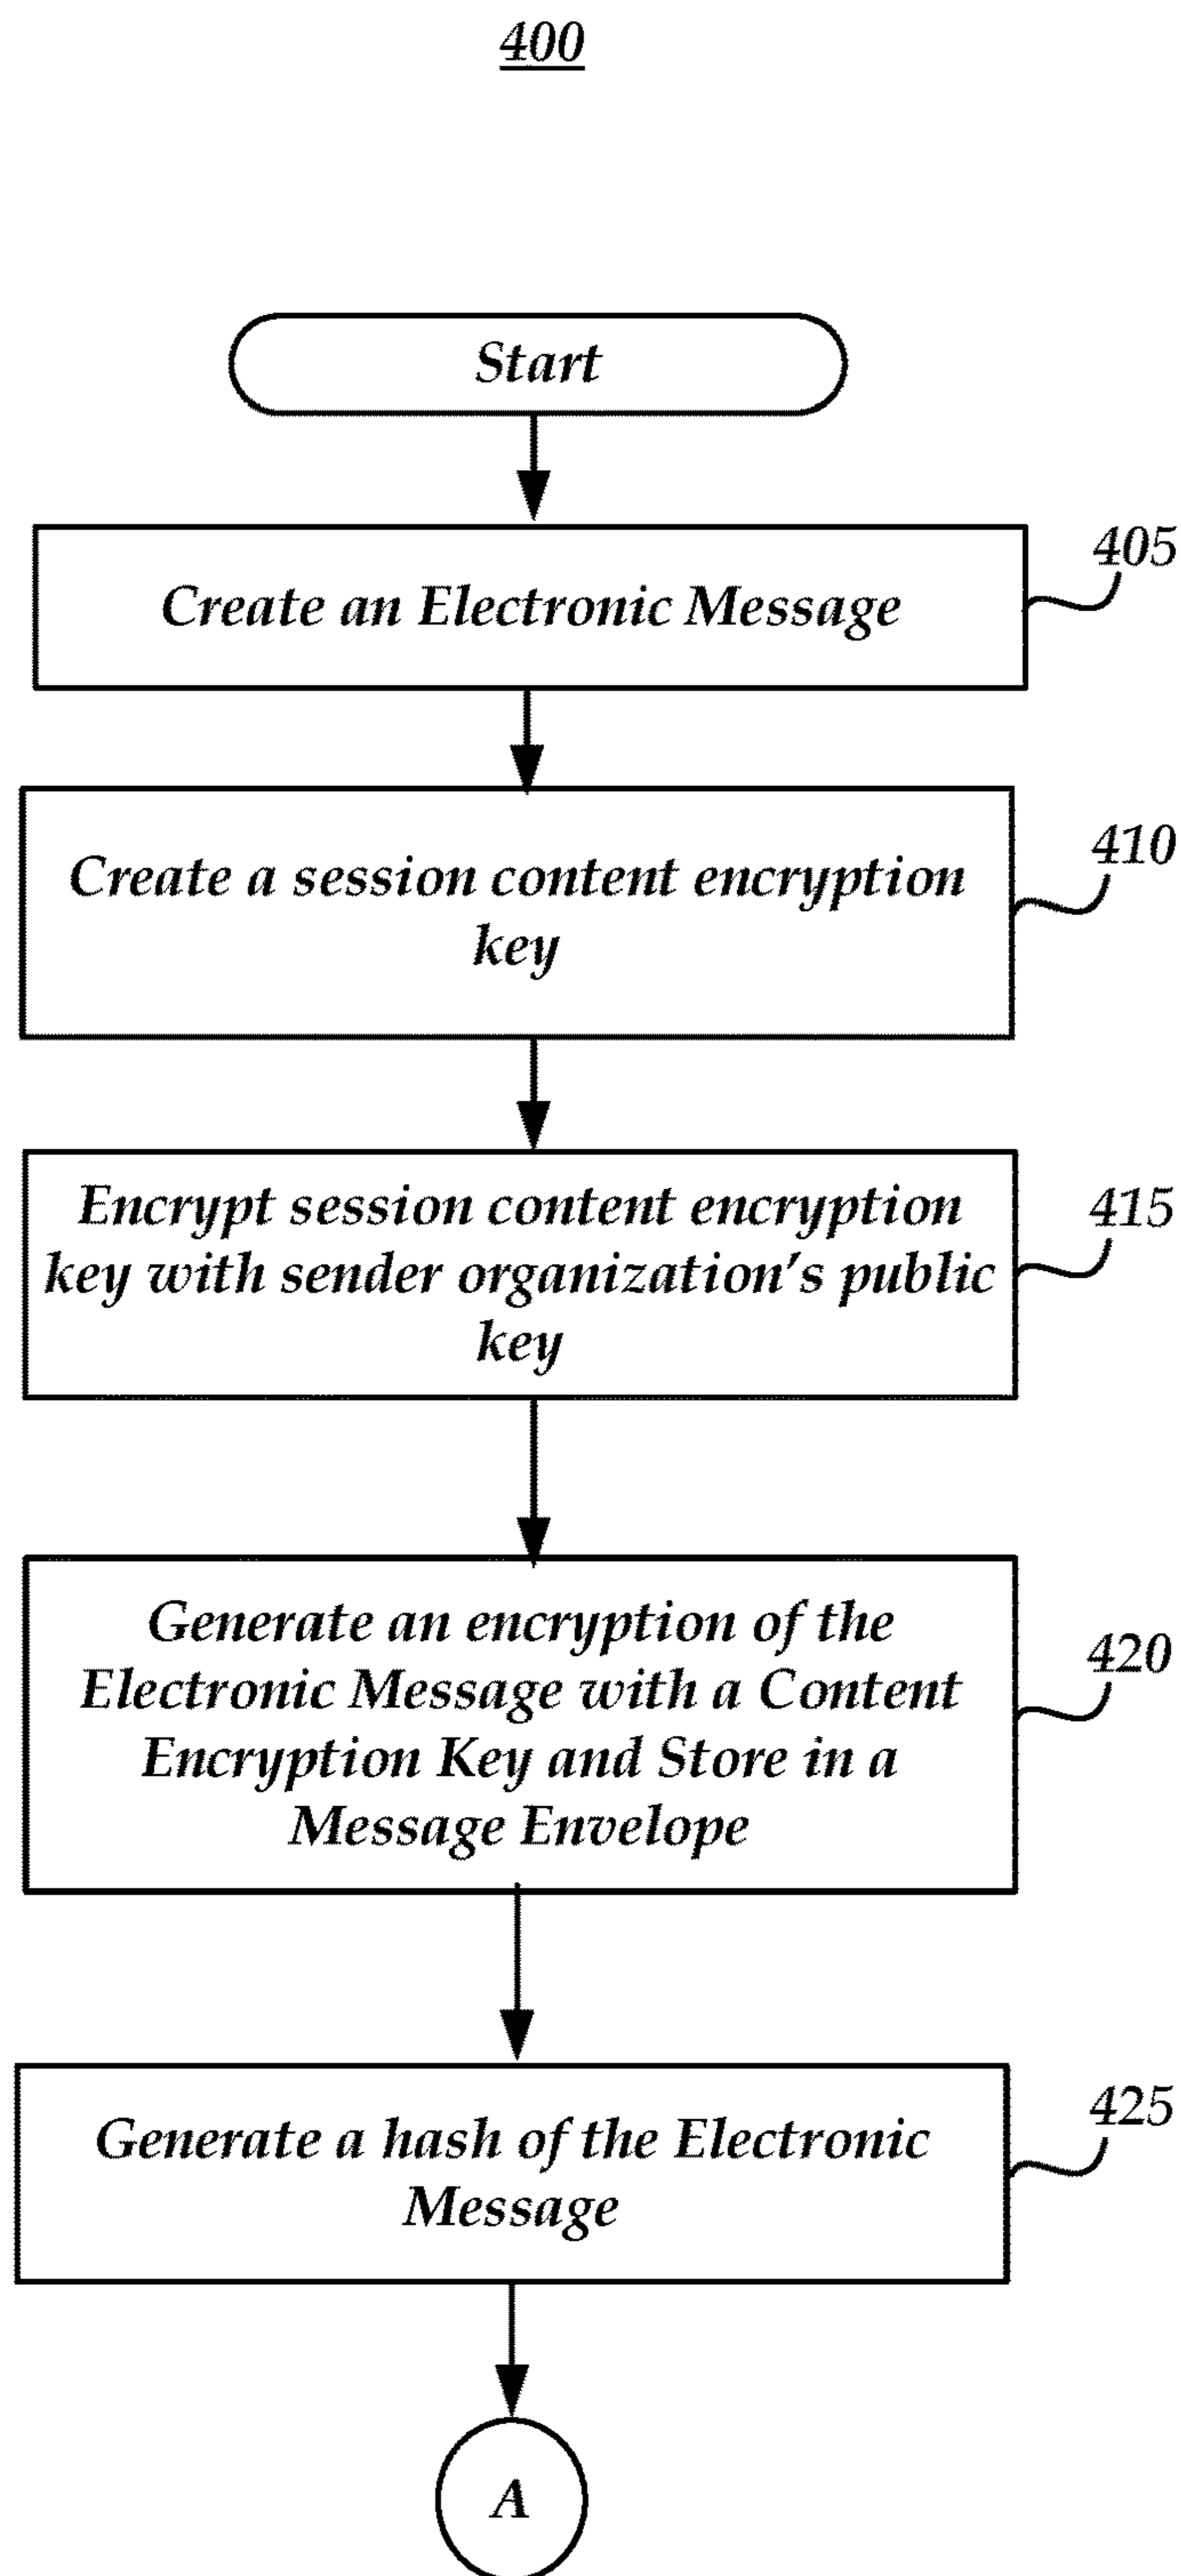 400
Start
Create an Electronic Message
405
Create a session content encryption
key
410
Encrypt session content encryption
key with sender organization's public
key
415
Generate an encryption of the
Electronic Message with a Content
Encryption Key and Store in a
Message Envelope
420
Generate a hash of the Electronic
Message
425
A